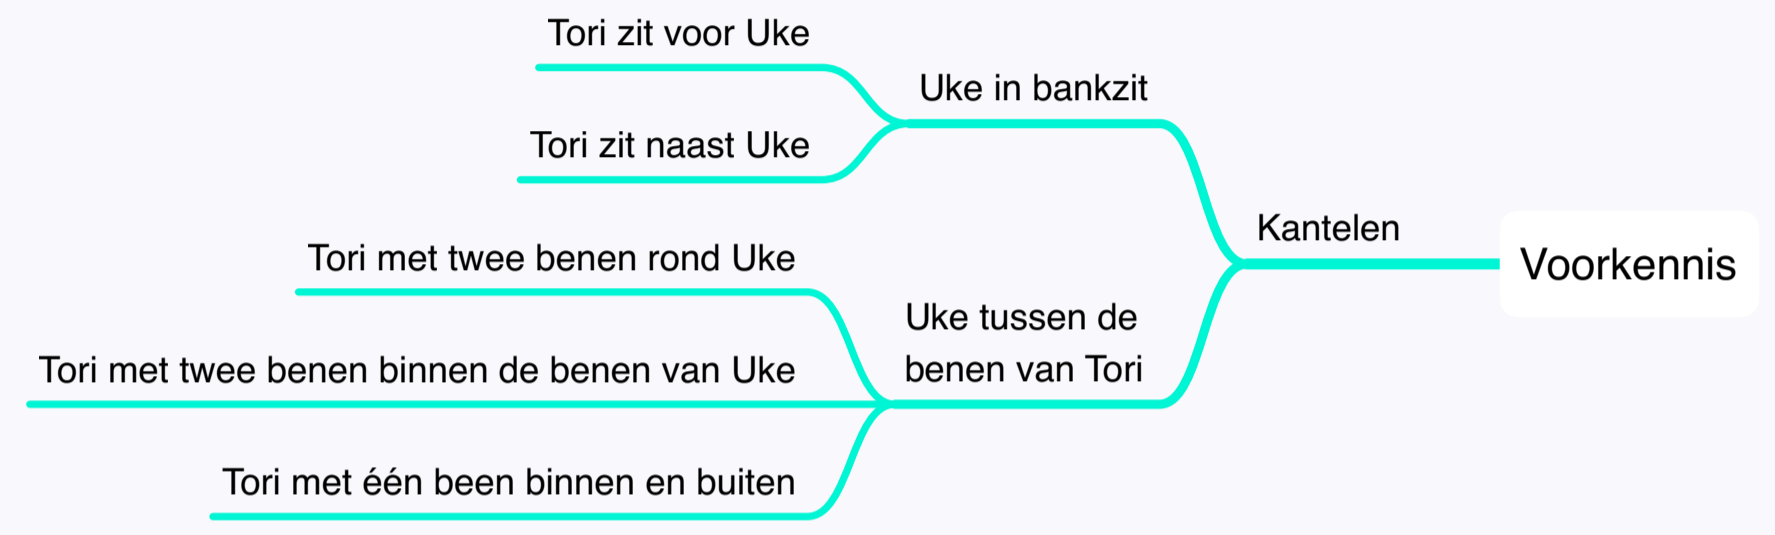 Tori zit voor Uke
Uke in bankzit
Tori zit naast Uke
Kantelen
Voorkennis
Tori met twee benen rond Uke
Uke tussen de
benen van Tori
Tori met twee benen binnen de benen van Uke
Tori met één been binnen en buiten